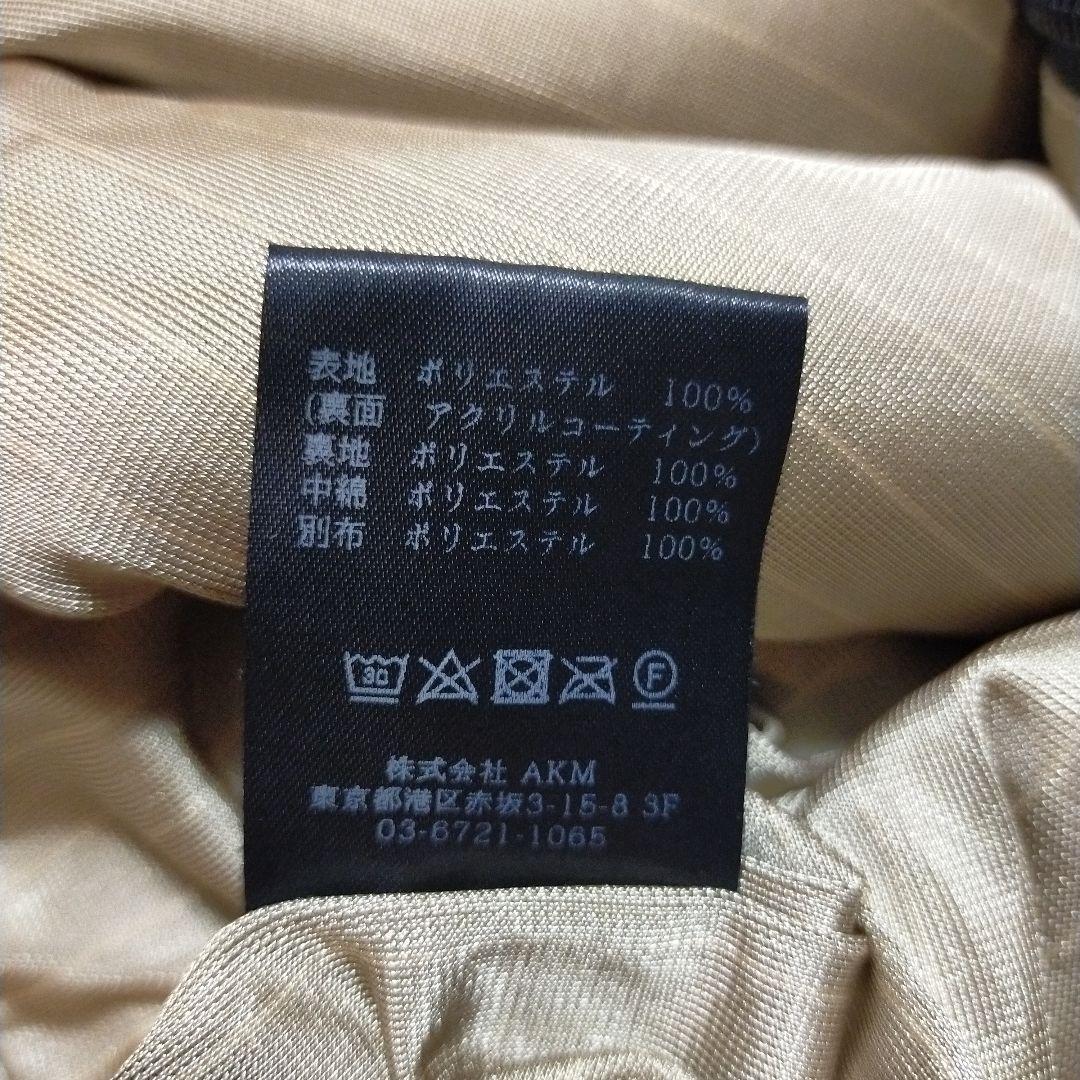 表地 ポリエステル 100%
(裏面 アクリルコーティング)
裏地 ポリエステル 100%
中綿 ポリエステル 100%
別布 ポリエステル 100%
30 F
株式会社 AKM
東京都港区赤坂3-15-8 3F
03-6721-1065